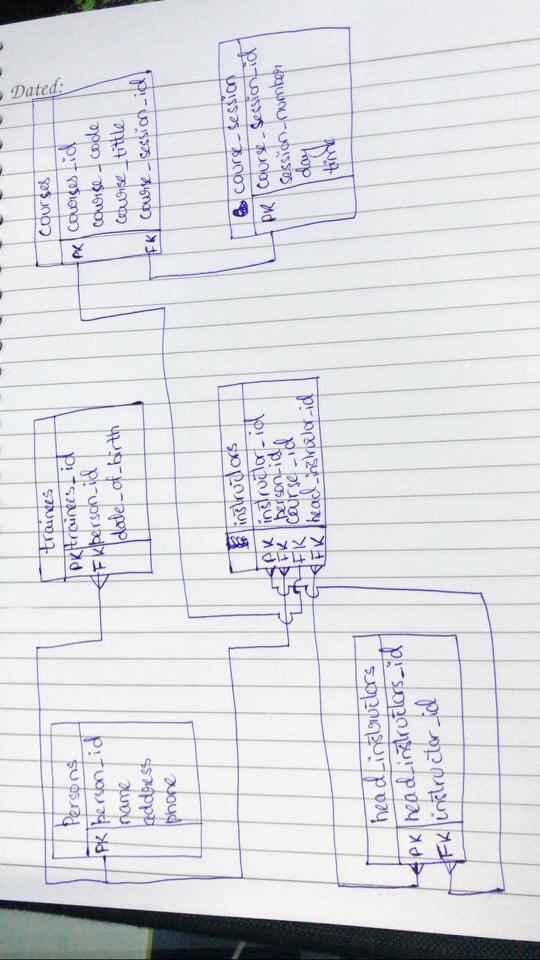 Dated:
Persons
PK person_id
name
address
phone
trainees
PK trainees_id
FK person_id
date_of_birth
courses
PK courses_id
course_code
course_tittle
FK course_session_id
instructors
PK instructor_id
FK person_id
FK course_id
FK head_instructor_id
course_session
PK course_session_id
session_number
day
time
head_instructors
PK head_instructors_id
FK instructor_id